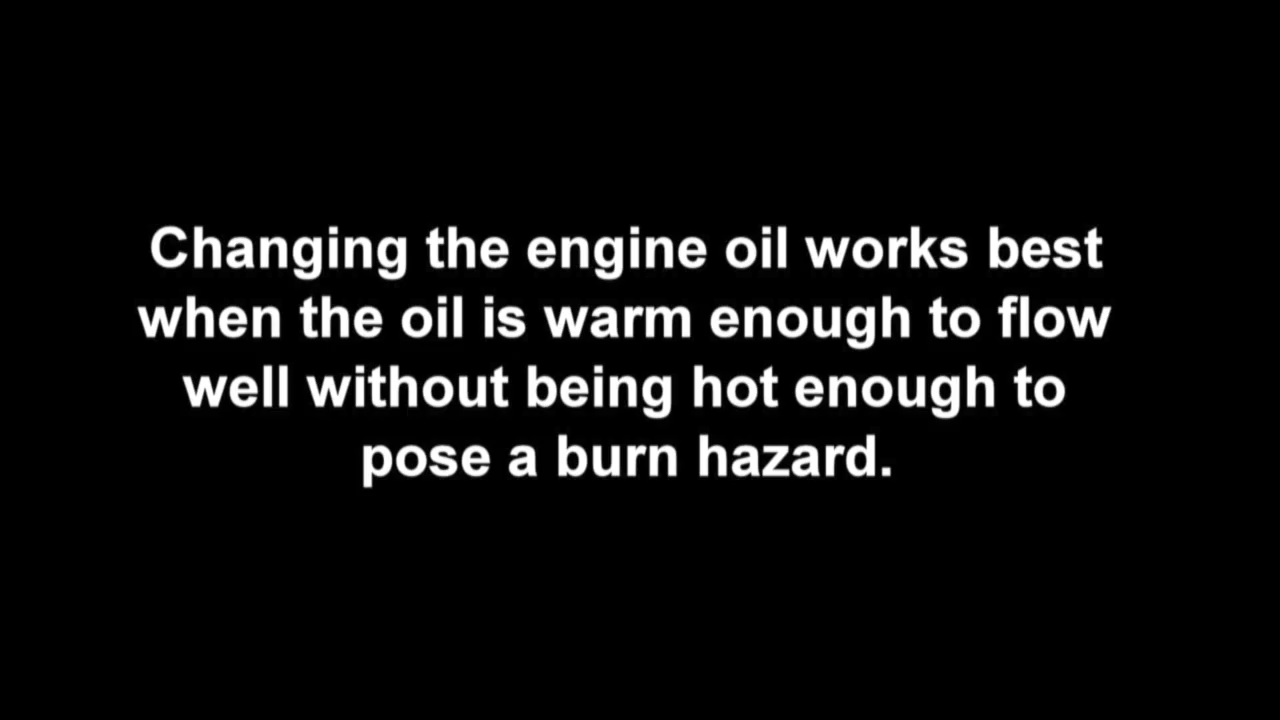 Changing the engine oil works best
when the oil is warm enough to flow
well without being hot enough to
pose a burn hazard.